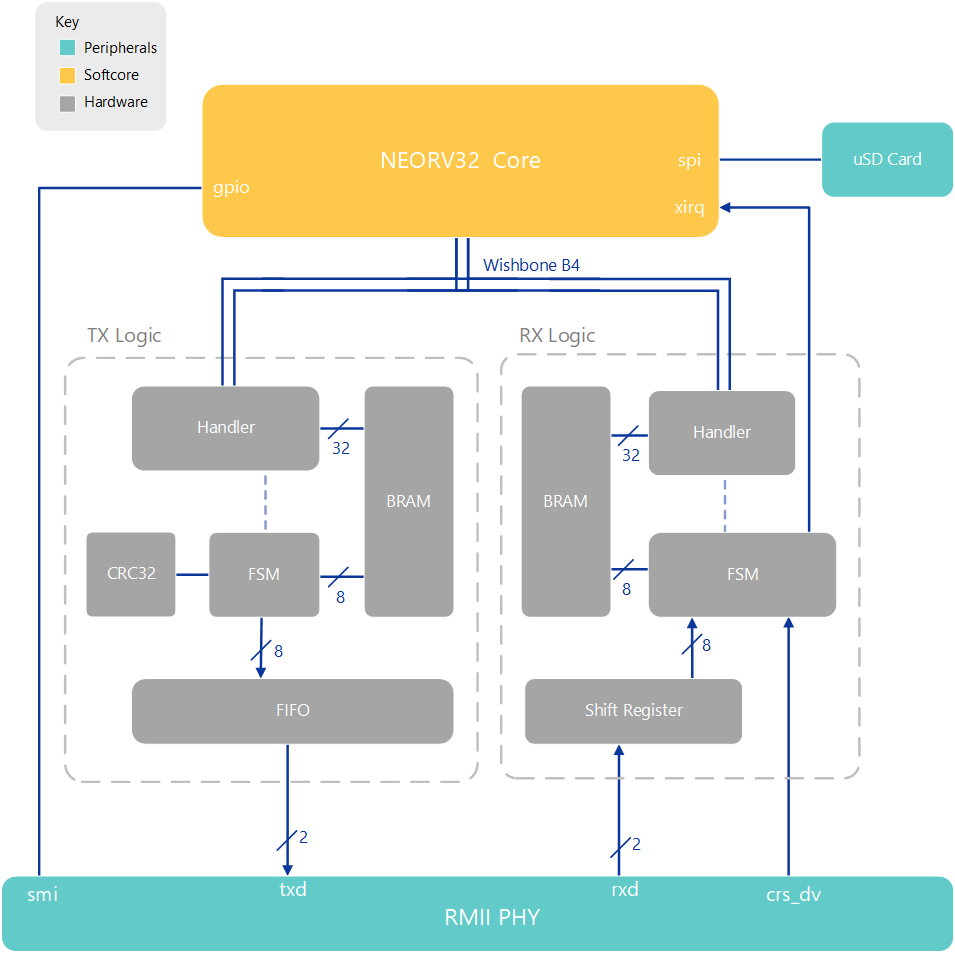 Key
Peripherals
Softcore
Hardware
NEORV32 Core
spi
uSD Card
gpio
xirq
Wishbone B4
TX Logic
RX Logic
Handler
32
BRAM
CRC32
FSM
8
8
FIFO
2
BRAM
32
Handler
8
FSM
8
Shift Register
2
smi
txd
rxd
crs_dv
RMII PHY